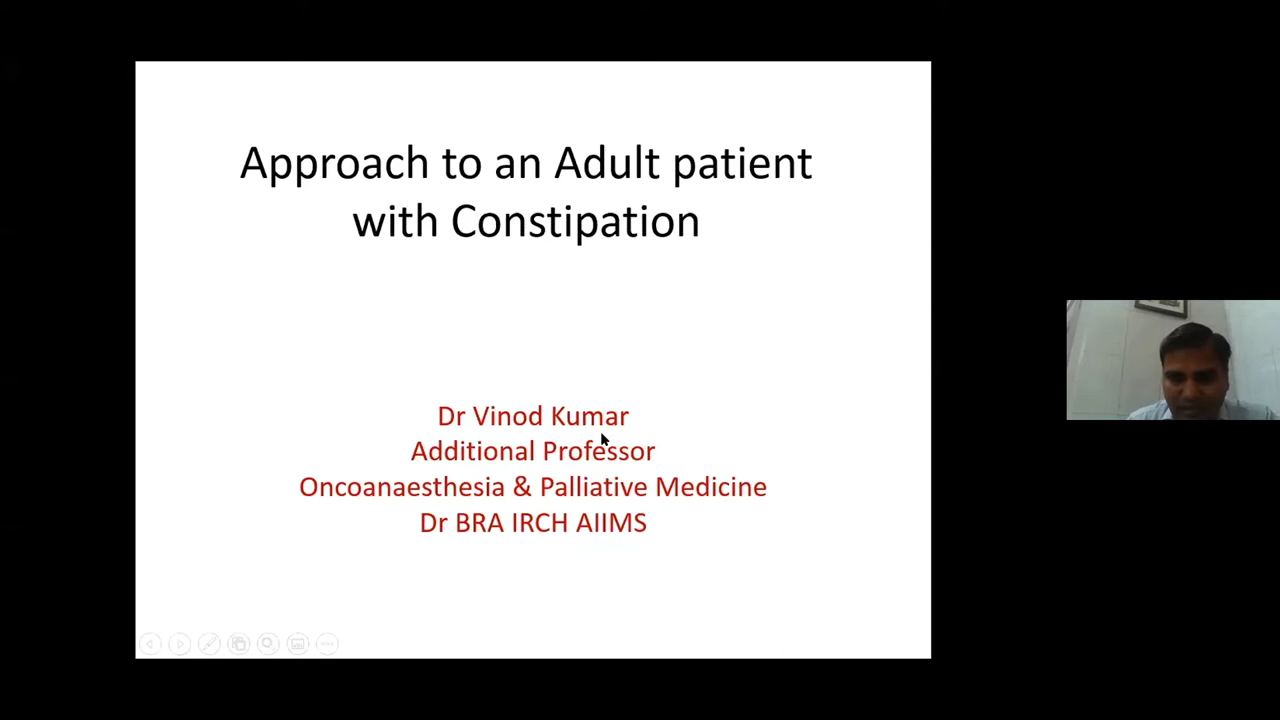 Approach to an Adult patient
with Constipation
Dr Vinod Kumar
Additional Professor
Oncoanaesthesia & Palliative Medicine
Dr BRA IRCH AIIMS